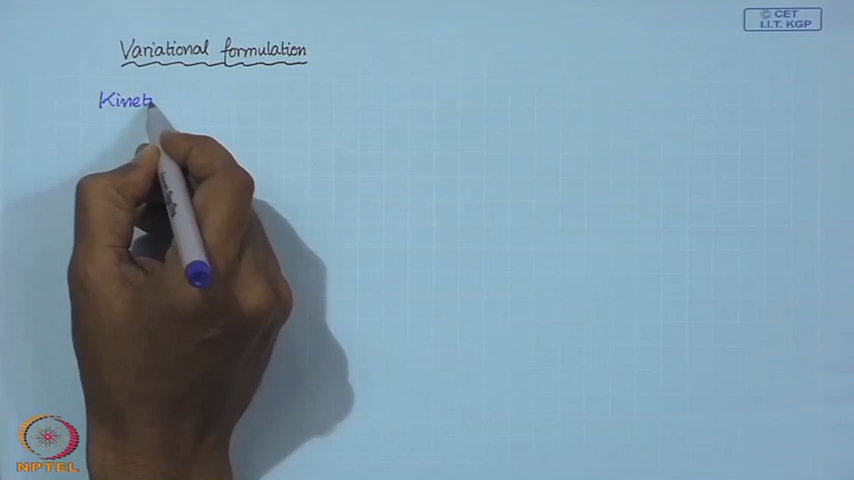 © CET
I.I.T. KGP
Variational formulation
Kinet
NPTEL